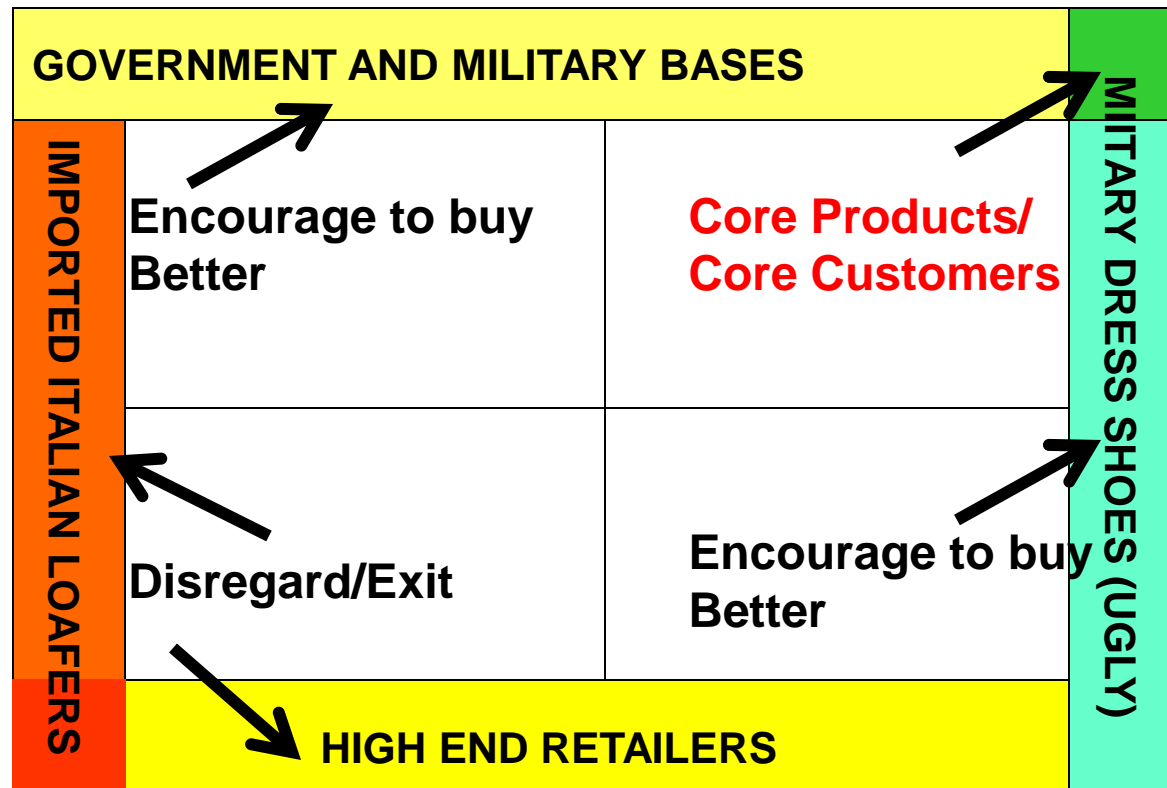 GOVERNMENT AND MILITARY BASES
IMPORTED ITALIAN LOAFERS
Encourage to buy
Better
Core Products/
Core Customers
MIITARY DRESS SHOES (UGLY)
Disregard/Exit
Encourage to buy
Better
HIGH END RETAILERS